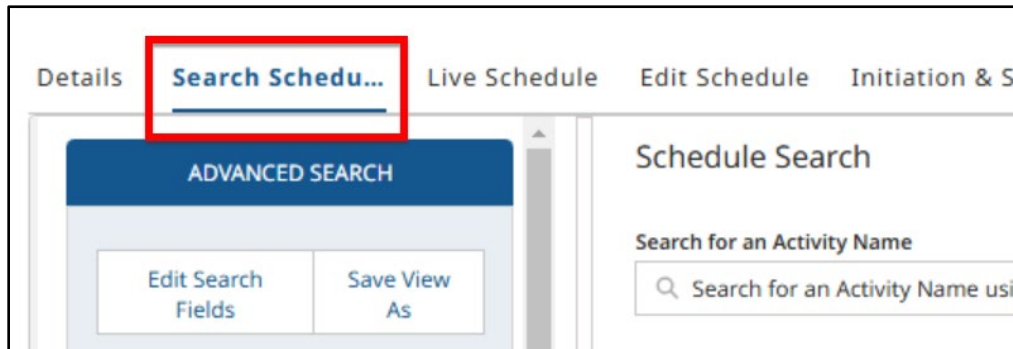 Details Search Schedu... Live Schedule Edit Schedule Initiation & S
ADVANCED SEARCH
Edit Search Fields
Save View As
Schedule Search
Search for an Activity Name
Search for an Activity Name usi